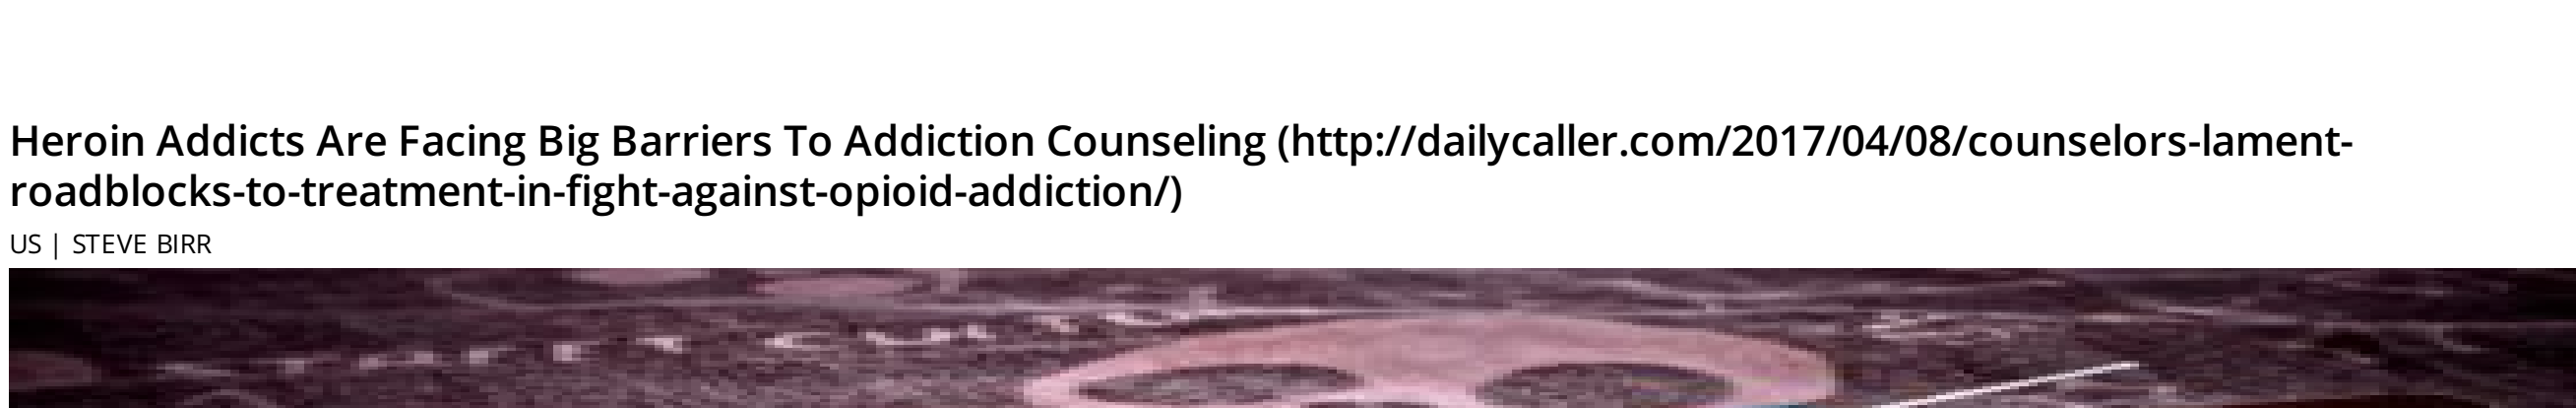 Heroin Addicts Are Facing Big Barriers To Addiction Counseling (http://dailycaller.com/2017/04/08/counselors-lament-
roadblocks-to-treatment-in-fight-against-opioid-addiction/)
US | STEVE BIRR